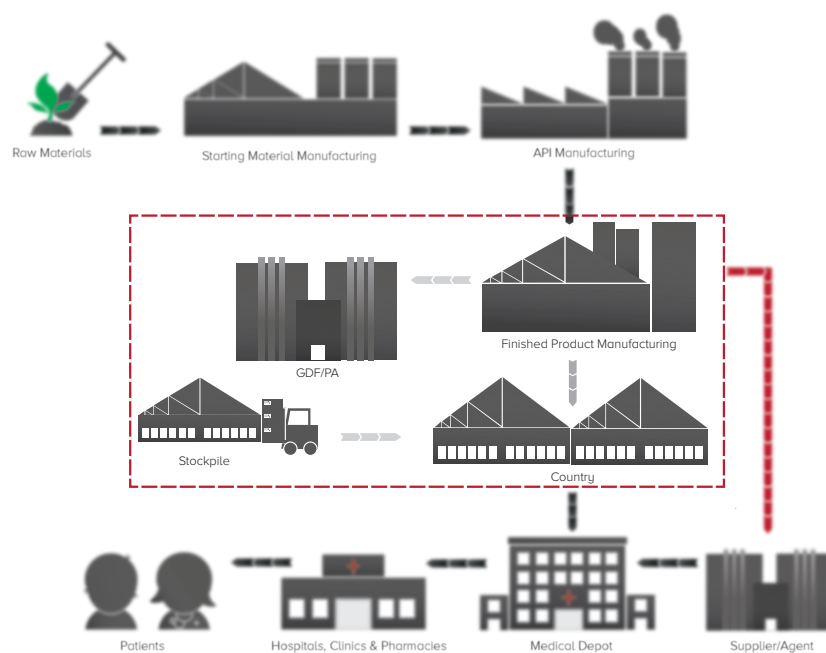 Raw Materials
Starting Material Manufacturing
API Manufacturing
Finished Product Manufacturing
GDF/PA
Stockpile
Country
Patients
Hospitals, Clinics & Pharmacies
Medical Depot
Supplier/Agent